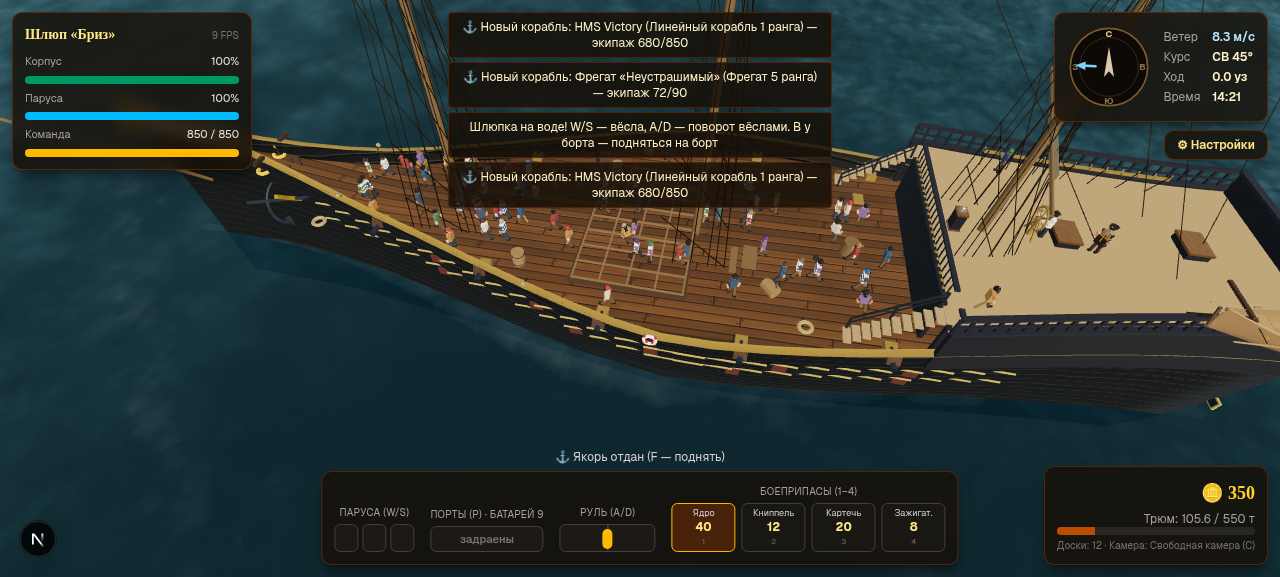 Шлюп «Бриз»
9 FPS
Корпус
100%
Паруса
100%
Команда
850 / 850
⚓ Новый корабль: HMS Victory (Линейный корабль 1 ранга) —
экипаж 680/850
⚓ Новый корабль: Фрегат «Неустрашимый» (Фрегат 5 ранга)
— экипаж 72/90
Шлюпка на воде! W/S — вёсла, A/D — поворот вёслами. B у
борта — подняться на борт
⚓ Новый корабль: HMS Victory (Линейный корабль 1 ранга) —
экипаж 680/850
С
З
В
Ю
Ветер 8.3 м/с
Курс СВ 45°
Ход 0.0 уз
Время 14:21
⚙ Настройки
⚓ Якорь отдан (F — поднять)
ПАРУСА (W/S)
ПОРТЫ (P) · БАТАРЕЙ 9
задраены
РУЛЬ (A/D)
БОЕПРИПАСЫ (1–4)
Ядро
40
1
Книппель
12
2
Картечь
20
3
Зажигат.
8
4
350
Трюм: 105.6 / 550 т
Доски: 12 · Камера: Свободная камера (C)
N